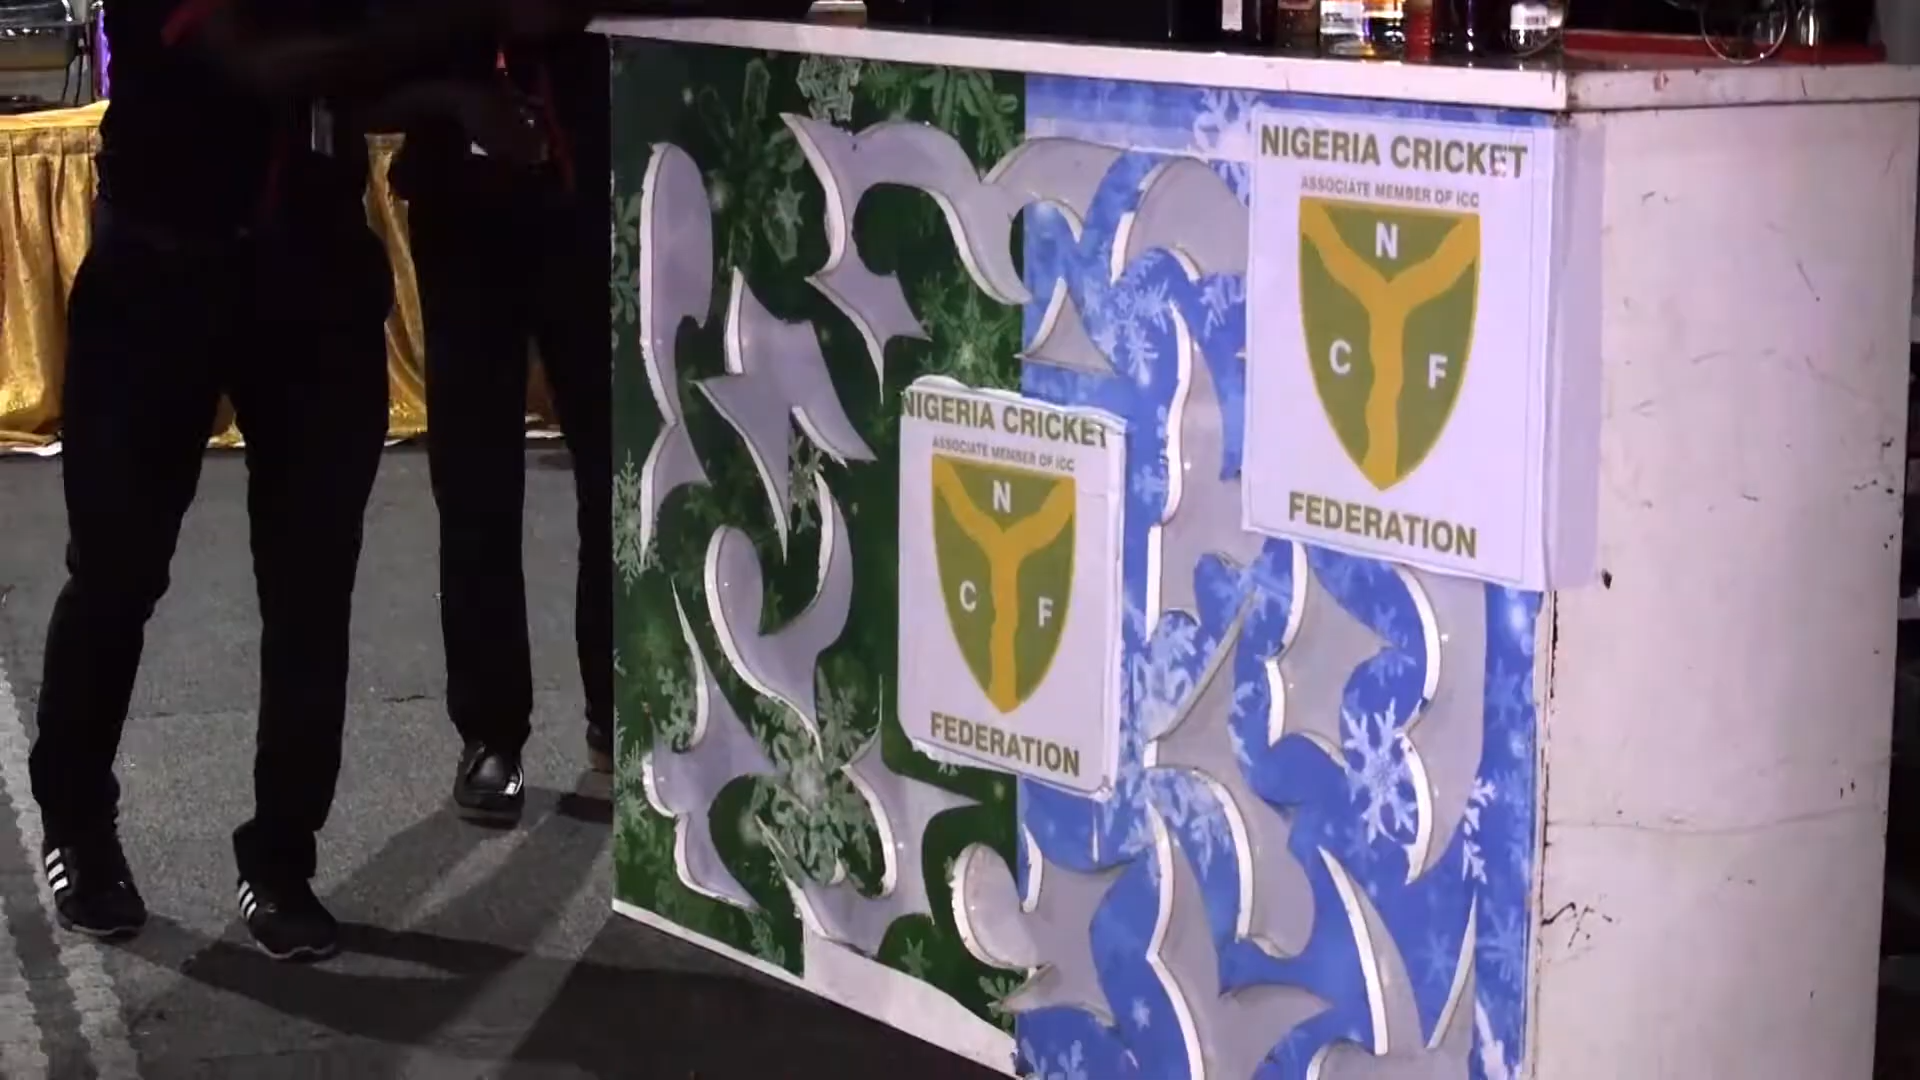 NIGERIA CRICKET
ASSOCIATE MEMBER OF ICC
N
C F
FEDERATION
NIGERIA CRICKET
ASSOCIATE MEMBER OF ICC
N
C F
FEDERATION